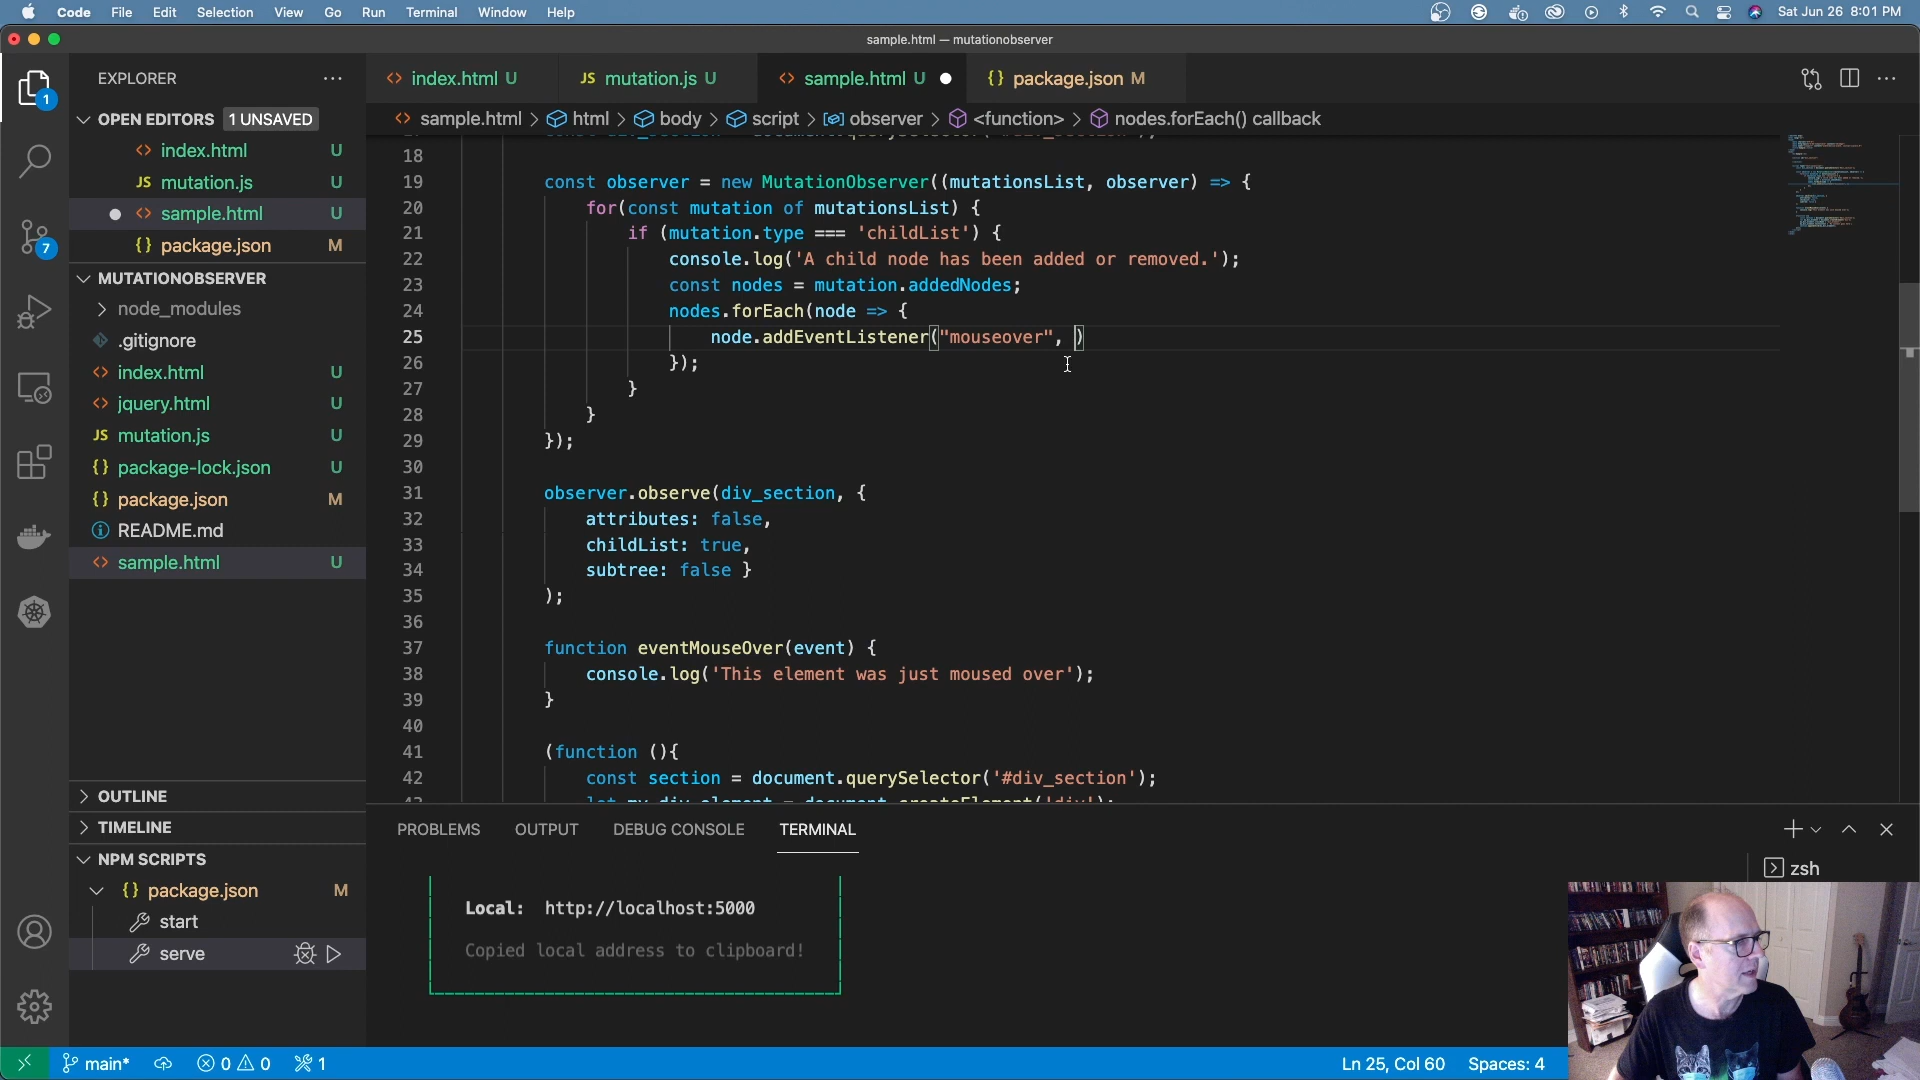 Code File Edit Selection View Go Run Terminal Window Help
Sat Jun 26 8:01 PM
sample.html — mutationobserver
EXPLORER
index.html U
JS mutation.js U
sample.html U
{} package.json M
OPEN EDITORS 1 UNSAVED
sample.html > html > body > script > observer > <function> > nodes.forEach() callback
index.html U
JS mutation.js U
sample.html U
{} package.json M
MUTATIONOBSERVER
node_modules
.gitignore
index.html U
jquery.html U
JS mutation.js U
{} package-lock.json U
{} package.json M
README.md
sample.html U
1
7
OUTLINE
TIMELINE
NPM SCRIPTS
{} package.json M
start
serve
18
19 const observer = new MutationObserver((mutationsList, observer) => {
20 for(const mutation of mutationsList) {
21 if (mutation.type === 'childList') {
22 console.log('A child node has been added or removed.');
23 const nodes = mutation.addedNodes;
24 nodes.forEach(node => {
25 node.addEventListener("mouseover", )
26 });
27 }
28 }
29 });
30
31 observer.observe(div_section, {
32 attributes: false,
33 childList: true,
34 subtree: false }
35 );
36
37 function eventMouseOver(event) {
38 console.log('This element was just moused over');
39 }
40
41 (function (){
42 const section = document.querySelector('#div_section');
PROBLEMS OUTPUT DEBUG CONSOLE TERMINAL
zsh
Local: http://localhost:5000
Copied local address to clipboard!
main* 0 0 1
Ln 25, Col 60 Spaces: 4